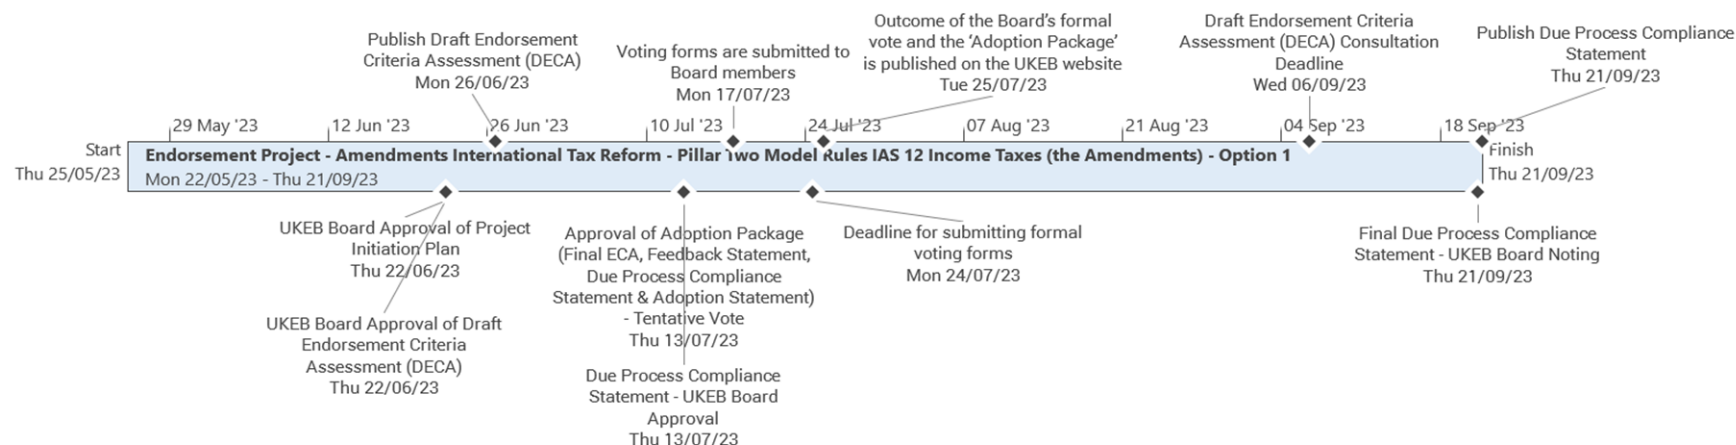 Publish Draft Endorsement
Criteria Assessment (DECA)
Mon 26/06/23
Voting forms are submitted to
Board members
Mon 17/07/23
Outcome of the Board’s formal
vote and the ‘Adoption Package’
is published on the UKEB website
Tue 25/07/23
Draft Endorsement Criteria
Assessment (DECA) Consultation
Deadline
Wed 06/09/23
Publish Due Process Compliance
Statement
Thu 21/09/23
29 May '23
12 Jun '23
26 Jun '23
10 Jul '23
24 Jul '23
07 Aug '23
21 Aug '23
04 Sep '23
18 Sep '23
Start
Thu 25/05/23
Endorsement Project - Amendments International Tax Reform - Pillar Two Model Rules IAS 12 Income Taxes (the Amendments) - Option 1
Mon 22/05/23 - Thu 21/09/23
Finish
Thu 21/09/23
UKEB Board Approval of Project
Initiation Plan
Thu 22/06/23
UKEB Board Approval of Draft
Endorsement Criteria
Assessment (DECA)
Thu 22/06/23
Approval of Adoption Package
(Final ECA, Feedback Statement,
Due Process Compliance
Statement & Adoption Statement)
- Tentative Vote
Thu 13/07/23
Due Process Compliance
Statement - UKEB Board
Approval
Thu 13/07/23
Deadline for submitting formal
voting forms
Mon 24/07/23
Final Due Process Compliance
Statement - UKEB Board Noting
Thu 21/09/23